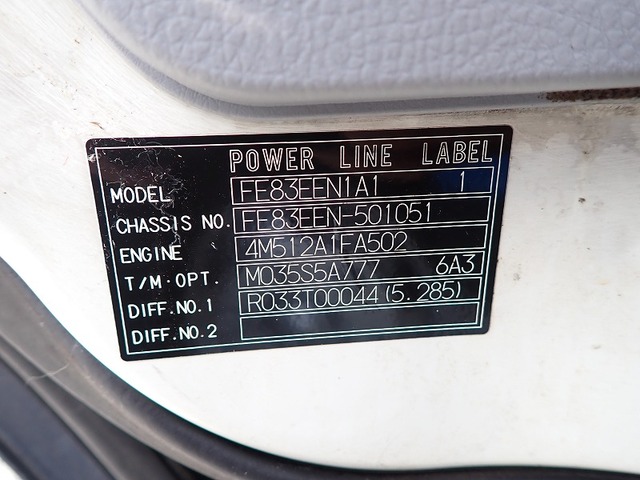 POWER LINE LABEL
MODEL FE83EEN1A1 1
CHASSIS NO. FE83EEN-501051
ENGINE 4M512A1FA502
T/M·OPT. M035S5A777 6A3
DIFF.NO.1 R033T00044(5.285)
DIFF.NO.2